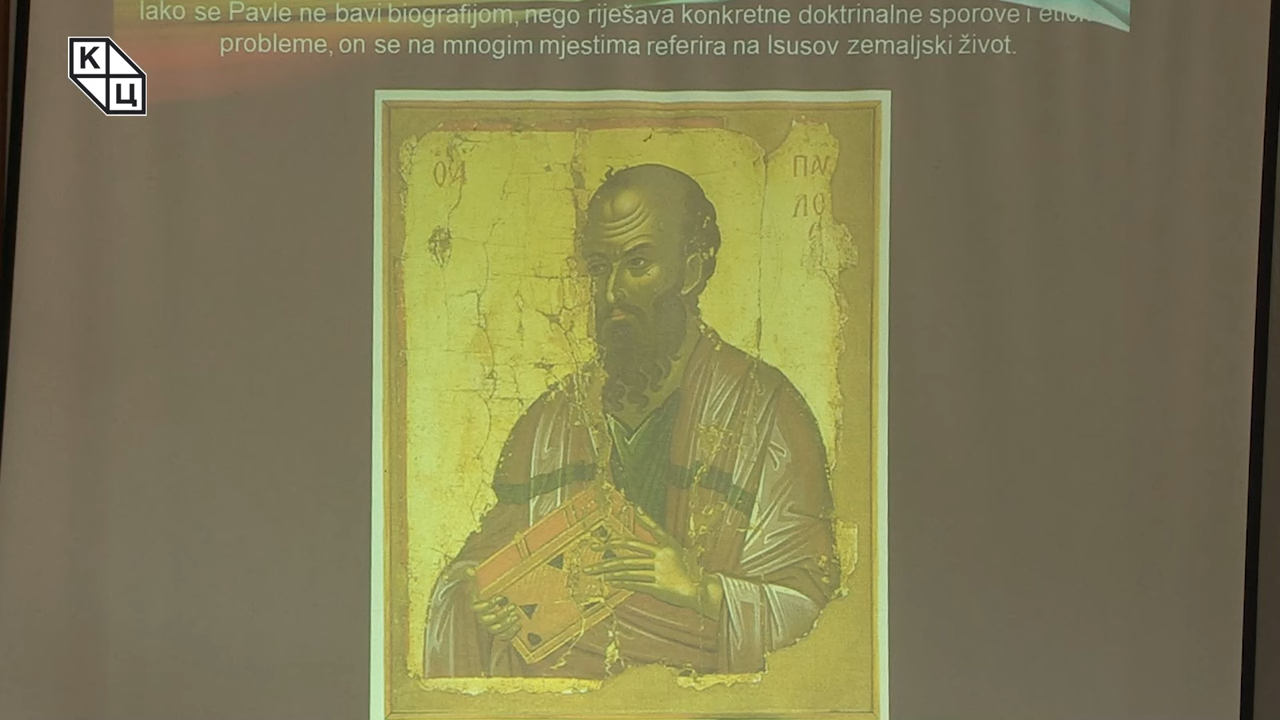 Iako se Pavle ne bavi biografijom, nego riješava konkretne doktrinalne sporove i
probleme, on se na mnogim mjestima referira na Isusov zemaljski život.
К
Ц
ΠΑ
ΛΟ